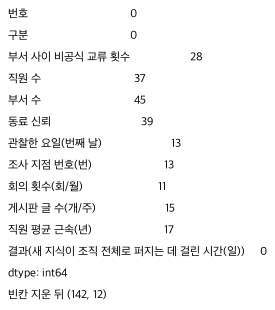 번호 0
구분 0
부서 사이 비공식 교류 횟수 28
직원 수 37
부서 수 45
동료 신뢰 39
관찰한 요일(번째 날) 13
조사 지점 번호(번) 13
회의 횟수(회/월) 11
게시판 글 수(개/주) 15
직원 평균 근속(년) 17
결과(새 지식이 조직 전체로 퍼지는 데 걸린 시간(일)) 0
dtype: int64
빈칸 지운 뒤 (142, 12)